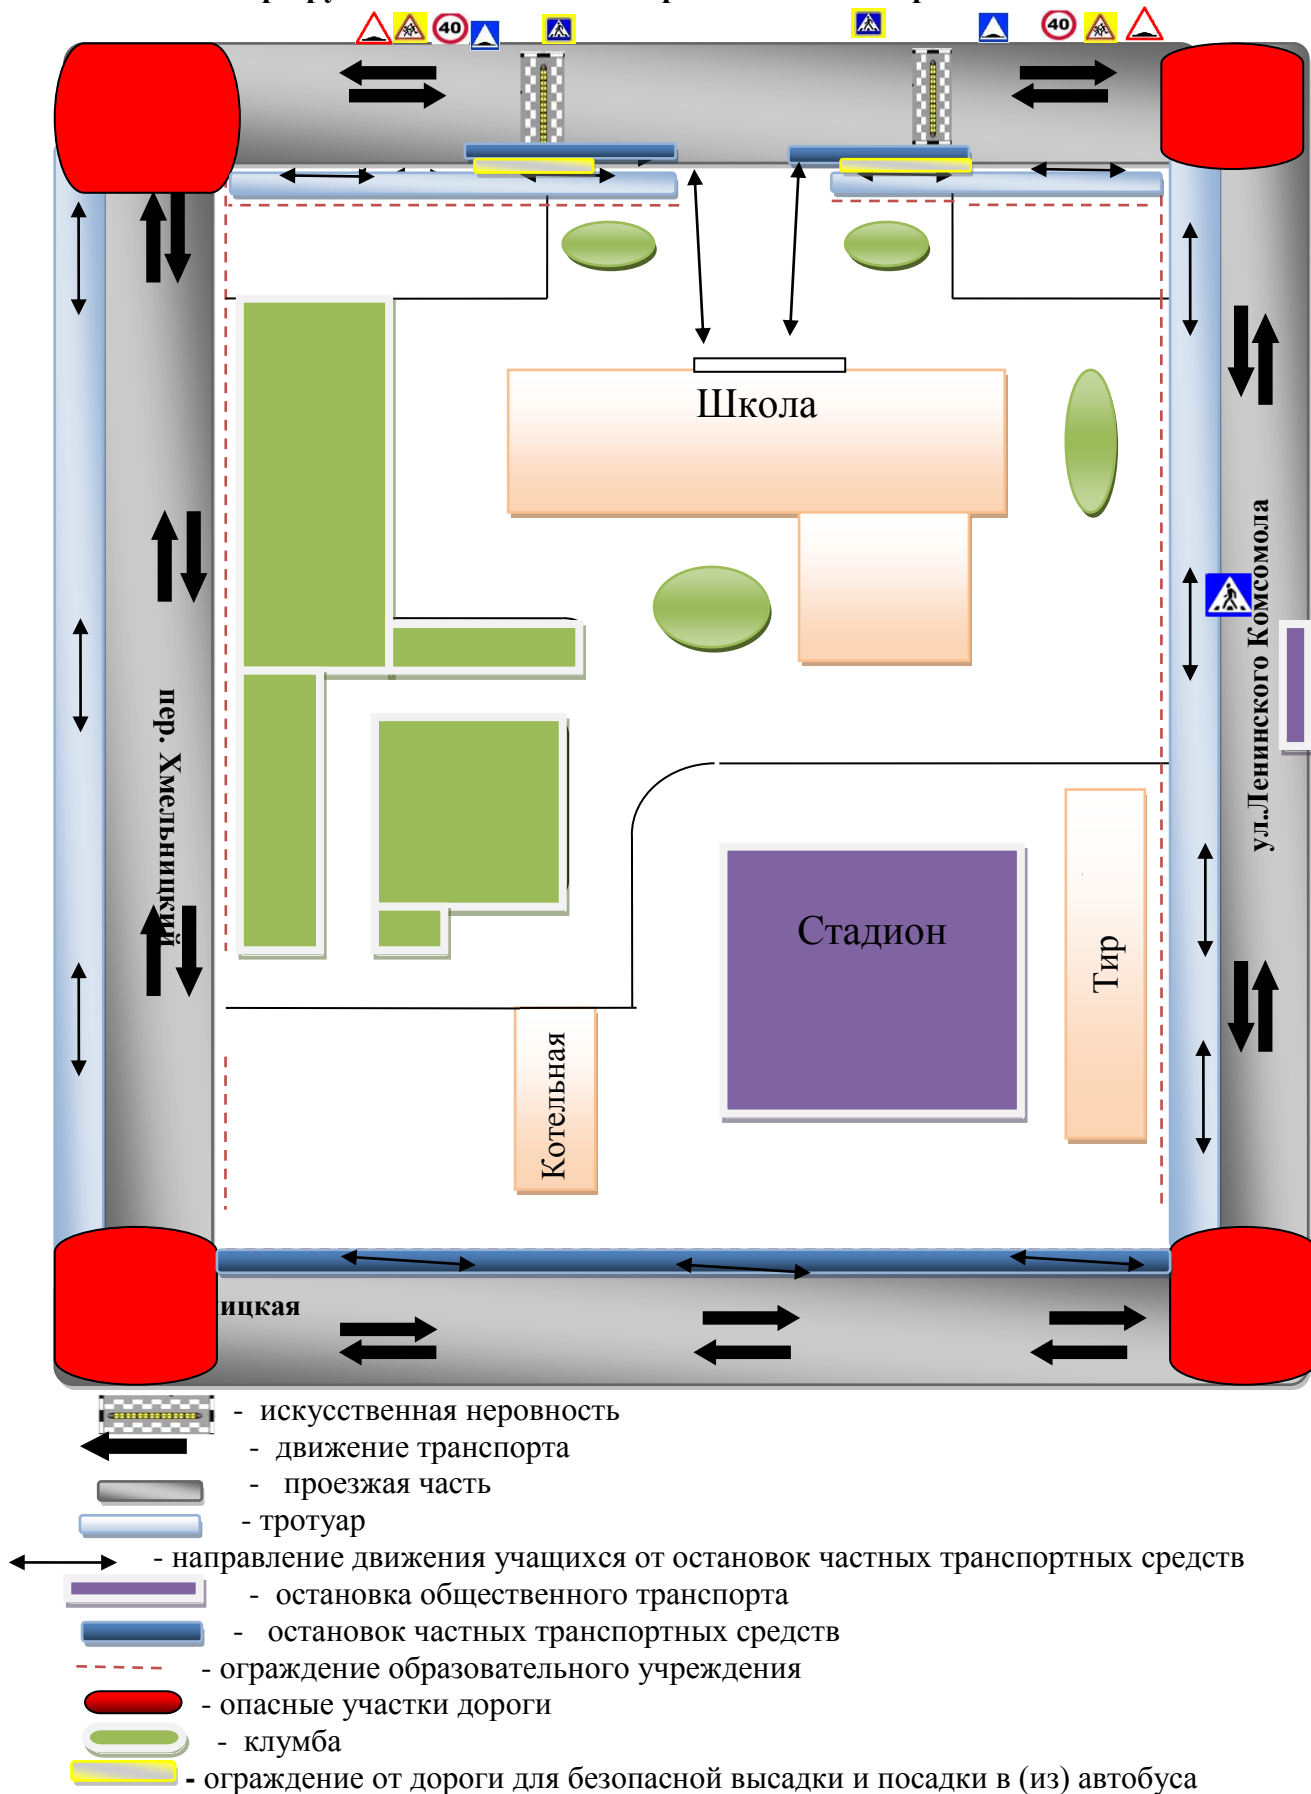 40
40
Школа
ул.Ленинского Комсомола
пер. Хмельницкий
Стадион
Тир
Котельная
ицкая
- искусственная неровность
- движение транспорта
- проезжая часть
- тротуар
- направление движения учащихся от остановок частных транспортных средств
- остановка общественного транспорта
- остановок частных транспортных средств
- ограждение образовательного учреждения
- опасные участки дороги
- клумба
- ограждение от дороги для безопасной высадки и посадки в (из) автобуса